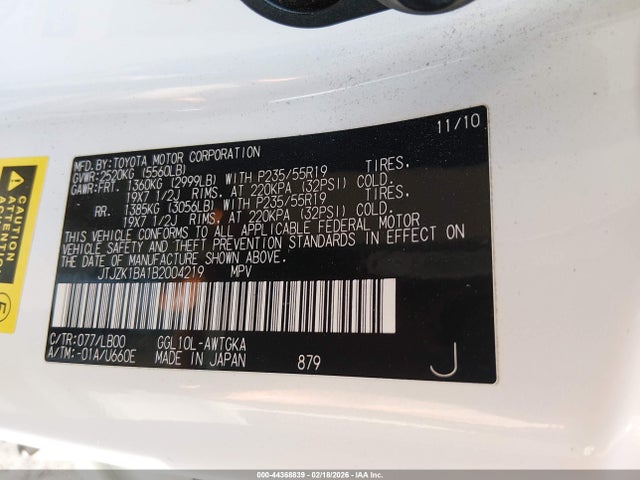 11/10
MFD.BY:TOYOTA MOTOR CORPORATION
GVWR:2520KG (5560LB)
GAWR:FRT. 1360KG (2999LB) WITH P235/55R19 TIRES.
19X7 1/2J RIMS. AT 220KPA (32PSI) COLD.
RR. 1385KG (3056LB) WITH P235/55R19 TIRES.
19X7 1/2J RIMS. AT 220KPA (32PSI) COLD.
THIS VEHICLE CONFORMS TO ALL APPLICABLE FEDERAL MOTOR
VEHICLE SAFETY AND THEFT PREVENTION STANDARDS IN EFFECT ON
THE DATE OF MANUFACTURE SHOWN ABOVE.
JTJZK1BA1B2004219 MPV
C/TR:077/LB00 GGL10L-AWTGKA
A/TM:-01A/U660E MADE IN JAPAN 879 J
CAUTION
ATTENTION
E
000-44368839 - 02/18/2026 - IAAI.COM